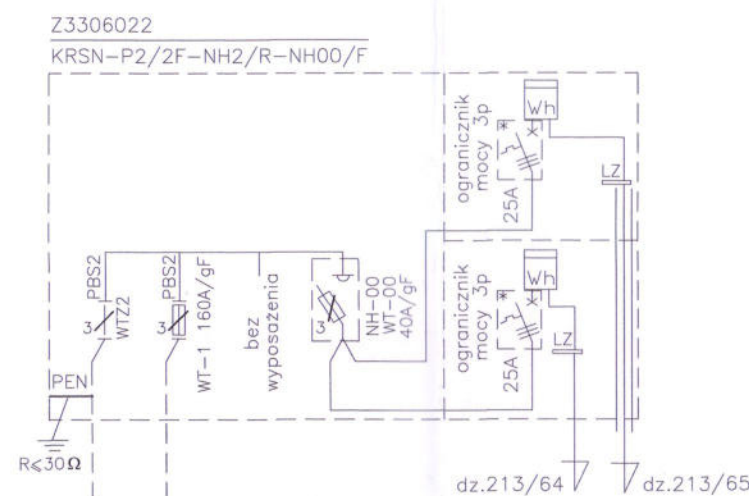 Z3306022
KRSN-P2/2F-NH2/R-NH00/F
ogranicznik
mocy 3p
25A
*
Wh
LZ
PBS2
3
WTZ2
PBS2
3
WT-1 160A/gF
bez
wyposażenia
3
NH-00
WT-00
40A/gF
ogranicznik
mocy 3p
25A
*
Wh
LZ
PEN
R⩽30Ω
dz.213/64
dz.213/65